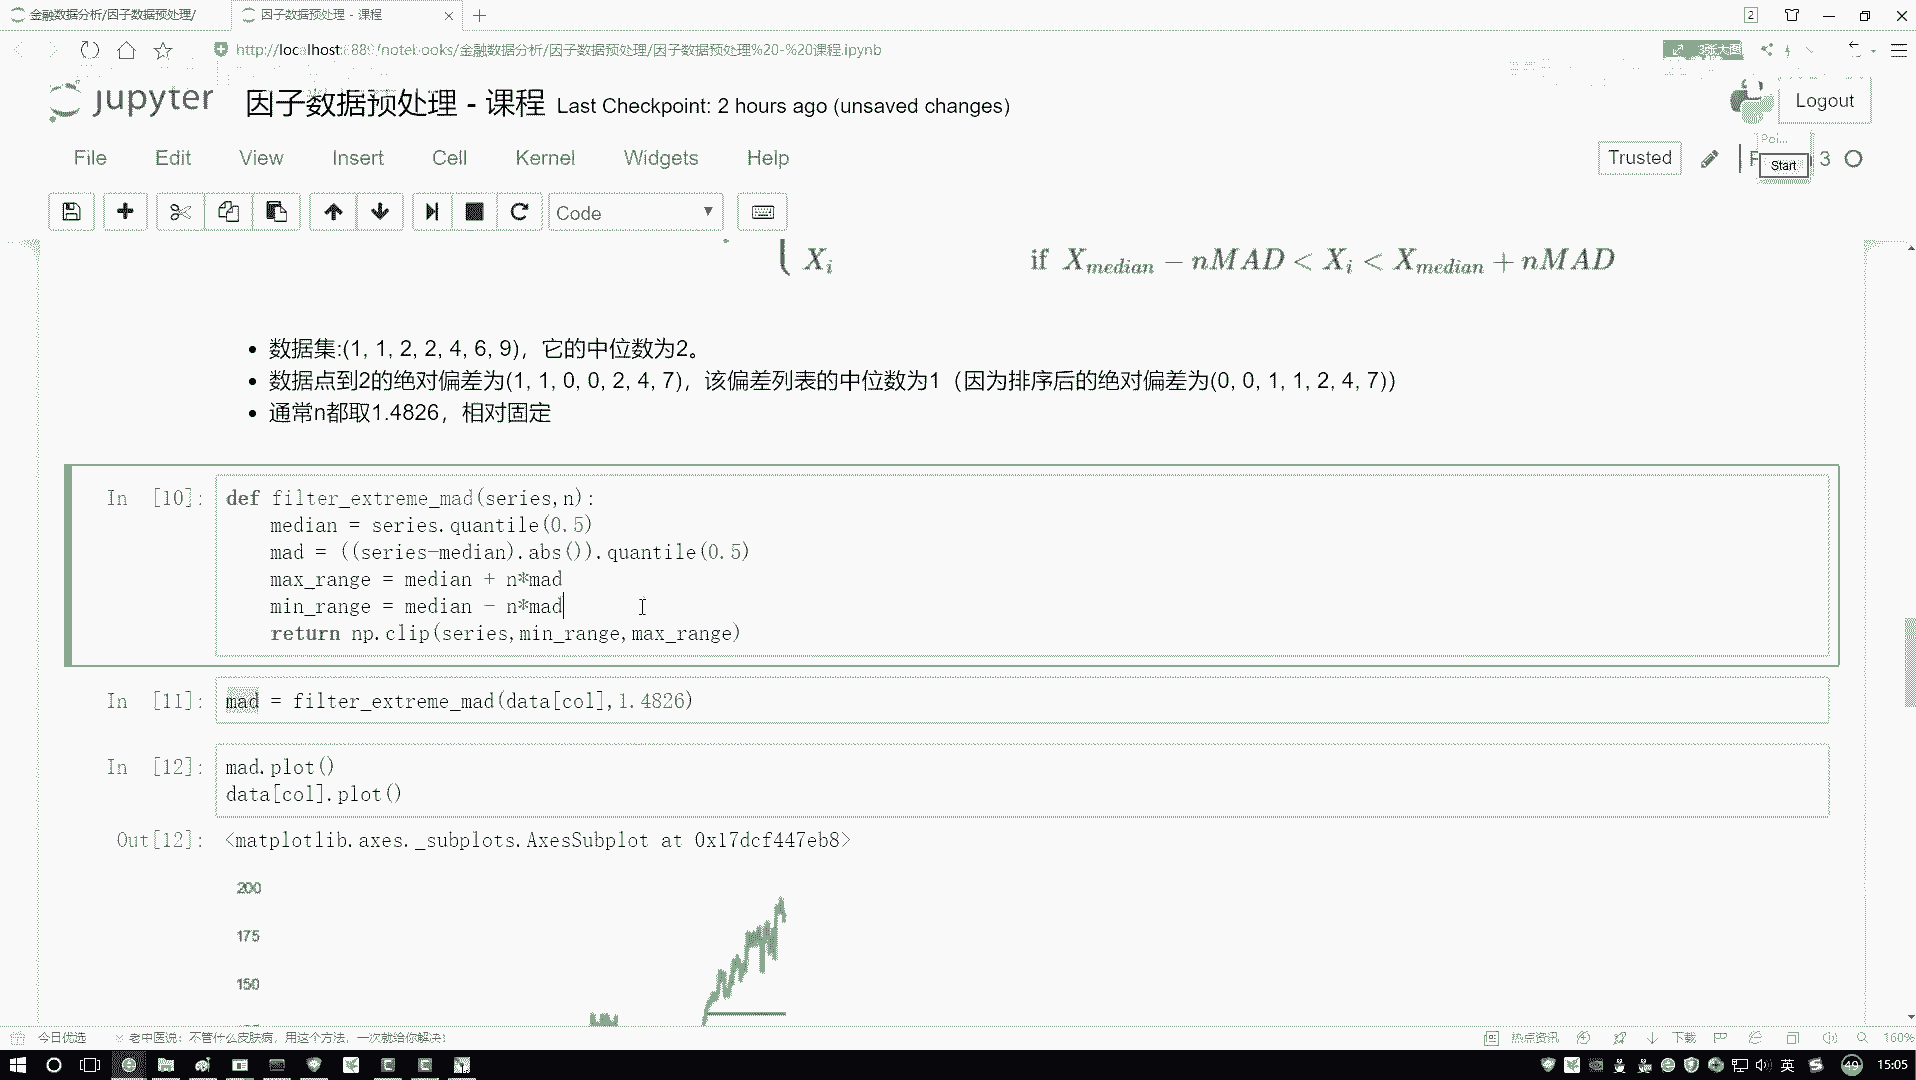 金融数据分析/因子数据预处理/
因子数据预处理 - 课程
2
http://localhost:889/notebooks/金融数据分析/因子数据预处理/因子数据预处理%20-%20课程.ipynb
3张大图
jupyter 因子数据预处理 - 课程 Last Checkpoint: 2 hours ago (unsaved changes)
Logout
File Edit View Insert Cell Kernel Widgets Help
Trusted
Poi...
Start
3
Code
X_i if X_median − nMAD < X_i < X_median + nMAD
• 数据集:(1, 1, 2, 2, 4, 6, 9)，它的中位数为2。
• 数据点到2的绝对偏差为(1, 1, 0, 0, 2, 4, 7)，该偏差列表的中位数为1（因为排序后的绝对偏差为(0, 0, 1, 1, 2, 4, 7)）
• 通常n都取1.4826，相对固定
In [10]: def filter_extreme_mad(series,n):
median = series.quantile(0.5)
mad = ((series-median).abs()).quantile(0.5)
max_range = median + n*mad
min_range = median - n*mad
return np.clip(series,min_range,max_range)
In [11]: mad = filter_extreme_mad(data[col],1.4826)
In [12]: mad.plot()
data[col].plot()
Out[12]: <matplotlib.axes._subplots.AxesSubplot at 0x17dcf447eb8>
200
175
150
今日优选
老中医说：不管什么皮肤病，用这个方法，一次就给你解决！
热点资讯
下载
160%
英
49
15:05